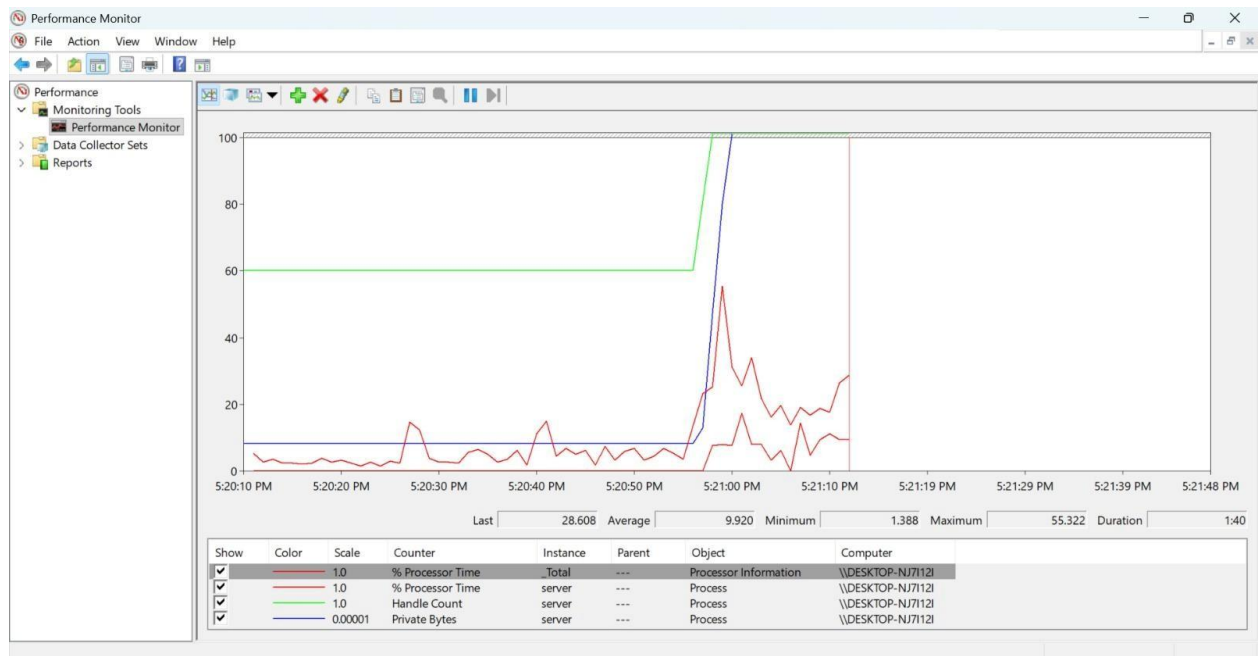 Performance Monitor
File Action View Window Help
Performance
Monitoring Tools
Performance Monitor
Data Collector Sets
Reports
100
80
60
40
20
0
5:20:10 PM 5:20:20 PM 5:20:30 PM 5:20:40 PM 5:20:50 PM 5:21:00 PM 5:21:10 PM 5:21:19 PM 5:21:29 PM 5:21:39 PM 5:21:48 PM
Last 28.608 Average 9.920 Minimum 1.388 Maximum 55.322 Duration 1:40
Show Color Scale Counter Instance Parent Object Computer
1.0 % Processor Time _Total --- Processor Information \\DESKTOP-NJ7I12I
1.0 % Processor Time server --- Process \\DESKTOP-NJ7I12I
1.0 Handle Count server --- Process \\DESKTOP-NJ7I12I
0.00001 Private Bytes server --- Process \\DESKTOP-NJ7I12I